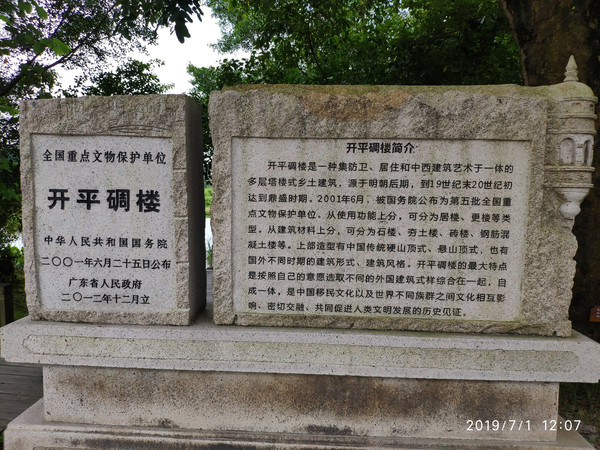 全国重点文物保护单位
开平碉楼
中华人民共和国国务院
二〇〇一年六月二十五日公布
广东省人民政府
二〇一二年十二月立
开平碉楼简介
开平碉楼是一种集防卫、居住和中西建筑艺术于一体的
多层塔楼式乡土建筑，源于明朝后期，到19世纪末20世纪初
达到鼎盛时期。2001年6月，被国务院公布为第五批全国重
点文物保护单位。从使用功能上分，可分为居楼、更楼等类
型。从建筑材料上分，可分为石楼、夯土楼、砖楼、钢筋混
凝土楼等。上部造型有中国传统硬山顶式、悬山顶式，也有
国外不同时期的建筑形式、建筑风格。开平碉楼的最大特点
是按照自己的意愿选取不同的外国建筑式样综合在一起，自
成一体，是中国移民文化以及世界不同族群之间文化相互影
响、密切交融、共同促进人类文明发展的历史见证。
2019/7/1 12:07